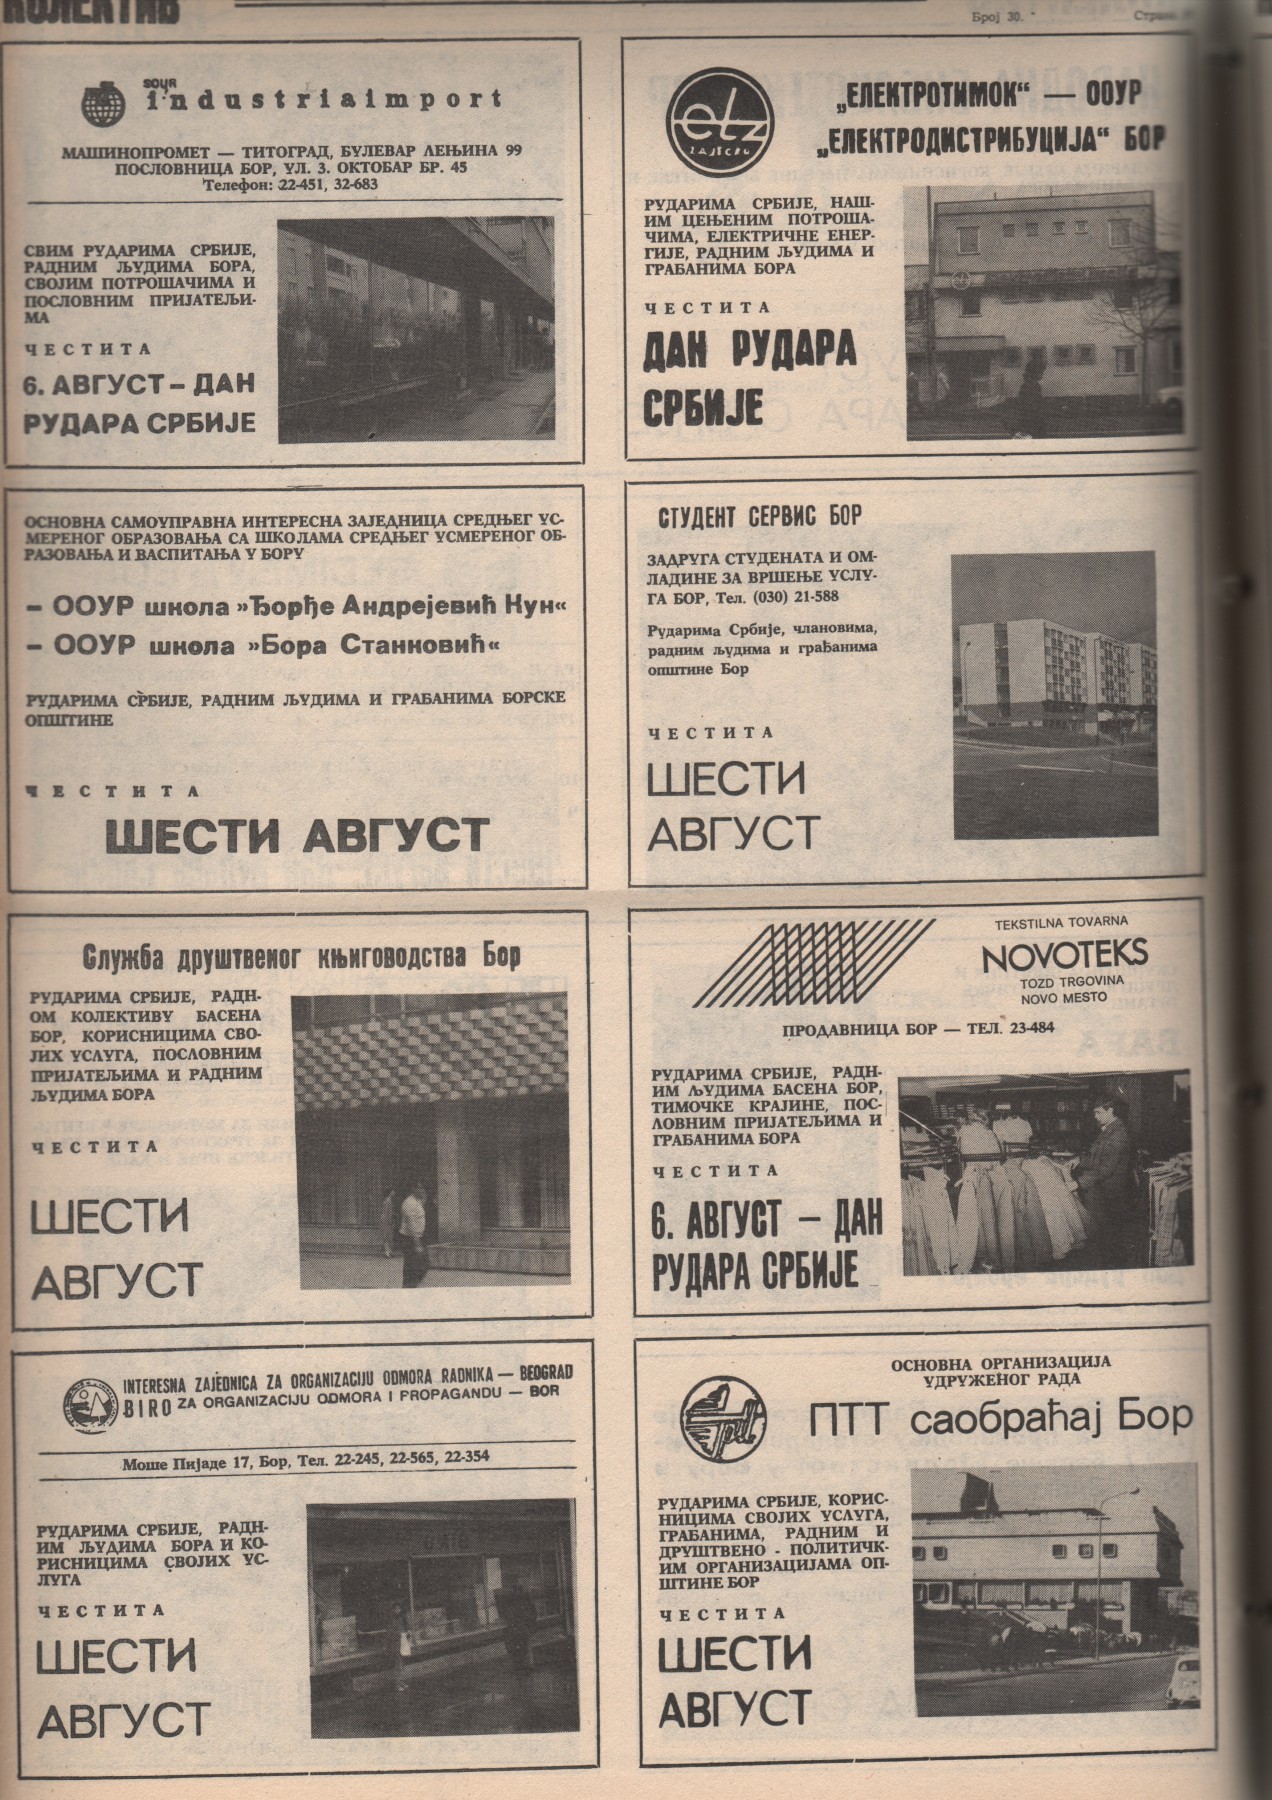 КОЛЕКТИВ
Број 30.
SOUR
industriaimport
МАШИНОПРОМЕТ — ТИТОГРАД, БУЛЕВАР ЛЕЊИНА 99
ПОСЛОВНИЦА БОР, УЛ. 3. ОКТОБАР БР. 45
Телефон: 22-451, 32-683
СВИМ РУДАРИМА СРБИЈЕ,
РАДНИМ ЉУДИМА БОРА,
СВОЈИМ ПОТРОШАЧИМА И
ПОСЛОВНИМ ПРИЈАТЕЉИ-
МА
ЧЕСТИТА
6. АВГУСТ – ДАН
РУДАРА СРБИЈЕ
etz
ZAJEČAR
„ЕЛЕКТРОТИМОК“ — ООУР
„ЕЛЕКТРОДИСТРИБУЦИЈА“ БОР
РУДАРИМА СРБИЈЕ, НАШ-
ИМ ЦЕЊЕНИМ ПОТРОША-
ЧИМА, ЕЛЕКТРИЧНЕ ЕНЕР-
ГИЈЕ, РАДНИМ ЉУДИМА И
ГРАЂАНИМА БОРА
ЧЕСТИТА
ДАН РУДАРА
СРБИЈЕ
ОСНОВНА САМОУПРАВНА ИНТЕРЕСНА ЗАЈЕДНИЦА СРЕДЊЕГ УС-
МЕРЕНОГ ОБРАЗОВАЊА СА ШКОЛАМА СРЕДЊЕГ УСМЕРЕНОГ ОБ-
РАЗОВАЊА И ВАСПИТАЊА У БОРУ
– ООУР школа »Ђорђе Андрејевић Кун«
– ООУР школа »Бора Станковић«
РУДАРИМА СРБИЈЕ, РАДНИМ ЉУДИМА И ГРАЂАНИМА БОРСКЕ
ОПШТИНЕ
ЧЕСТИТА
ШЕСТИ АВГУСТ
СТУДЕНТ СЕРВИС БОР
ЗАДРУГА СТУДЕНАТА И ОМ-
ЛАДИНЕ ЗА ВРШЕЊЕ УСЛУ-
ГА БОР, Тел. (030) 21-588
Рударима Србије, члановима,
радним људима и грађанима
општине Бор
ЧЕСТИТА
ШЕСТИ
АВГУСТ
Служба друштвеног књиговодства Бор
РУДАРИМА СРБИЈЕ, РАДН-
ОМ КОЛЕКТИВУ БАСЕНА
БОР, КОРИСНИЦИМА СВО-
ЈИХ УСЛУГА, ПОСЛОВНИМ
ПРИЈАТЕЉИМА И РАДНИМ
ЉУДИМА БОРА
ЧЕСТИТА
ШЕСТИ
АВГУСТ
TEKSTILNA TOVARNA
NOVOTEKS
TOZD TRGOVINA
NOVO MESTO
ПРОДАВНИЦА БОР — ТЕЛ. 23-484
РУДАРИМА СРБИЈЕ, РАДН-
ИМ ЉУДИМА БАСЕНА БОР,
ТИМОЧКЕ КРАЈИНЕ, ПОС-
ЛОВНИМ ПРИЈАТЕЉИМА И
ГРАЂАНИМА БОРА
ЧЕСТИТА
6. АВГУСТ – ДАН
РУДАРА СРБИЈЕ
INTERESNA ZAJEDNICA ZA ORGANIZACIJU ODMORA RADNIKA — BEOGRAD
BIRO ZA ORGANIZACIJU ODMORA I PROPAGANDU — BOR
Моше Пијаде 17, Бор, Тел. 22-245, 22-565, 22-354
РУДАРИМА СРБИЈЕ, РАДН-
ИМ ЉУДИМА БОРА И КО-
РИСНИЦИМА СВОЈИХ УС-
ЛУГА
ЧЕСТИТА
ШЕСТИ
АВГУСТ
ptt
ОСНОВНА ОРГАНИЗАЦИЈА
УДРУЖЕНОГ РАДА
ПТТ саобраћај Бор
РУДАРИМА СРБИЈЕ, КОРИС-
НИЦИМА СВОЈИХ УСЛУГА,
ГРАЂАНИМА, РАДНИМ И
ДРУШТВЕНО - ПОЛИТИЧК-
ИМ ОРГАНИЗАЦИЈАМА ОП-
ШТИНЕ БОР
ЧЕСТИТА
ШЕСТИ
АВГУСТ